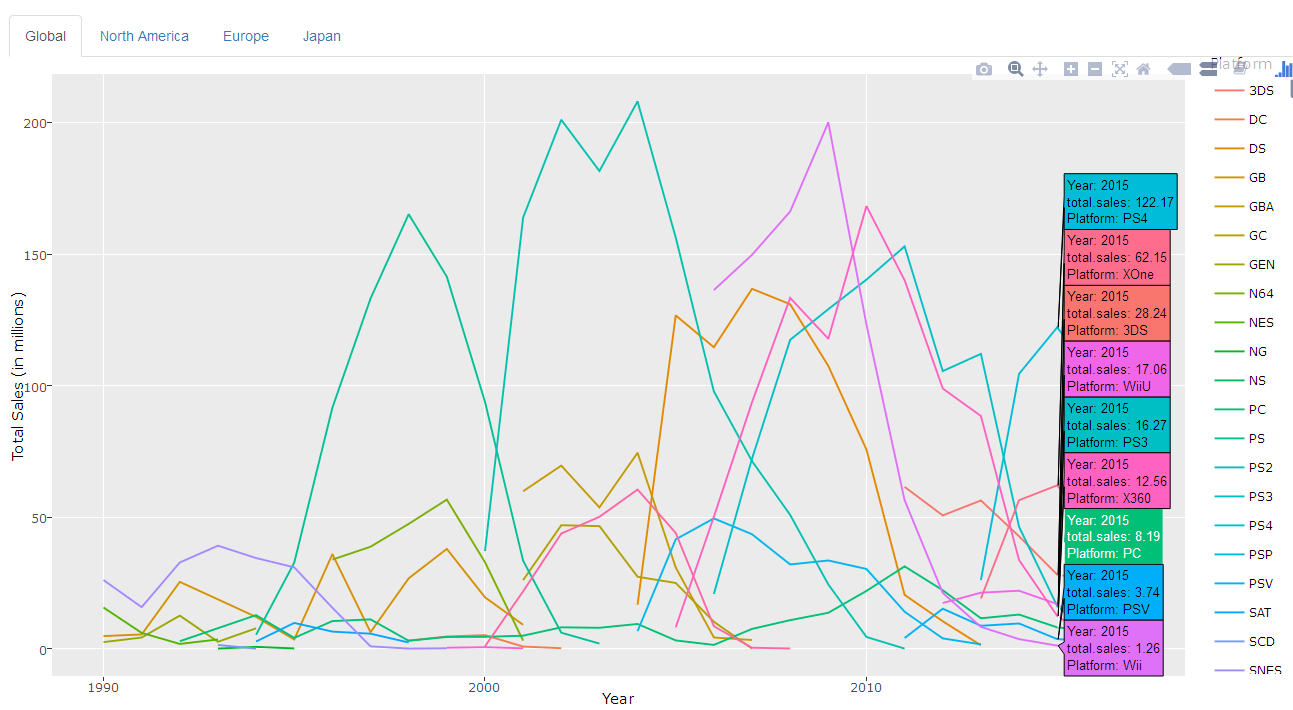 Global North America Europe Japan
Platform
200
150
100
50
0
Total Sales (in millions)
1990
2000
2010
Year
Year: 2015
total.sales: 122.17
Platform: PS4
Year: 2015
total.sales: 62.15
Platform: XOne
Year: 2015
total.sales: 28.24
Platform: 3DS
Year: 2015
total.sales: 17.06
Platform: WiiU
Year: 2015
total.sales: 16.27
Platform: PS3
Year: 2015
total.sales: 12.56
Platform: X360
Year: 2015
total.sales: 8.19
Platform: PC
Year: 2015
total.sales: 3.74
Platform: PSV
Year: 2015
total.sales: 1.26
Platform: Wii
3DS
DC
DS
GB
GBA
GC
GEN
N64
NES
NG
NS
PC
PS
PS2
PS3
PS4
PSP
PSV
SAT
SCD
SNES